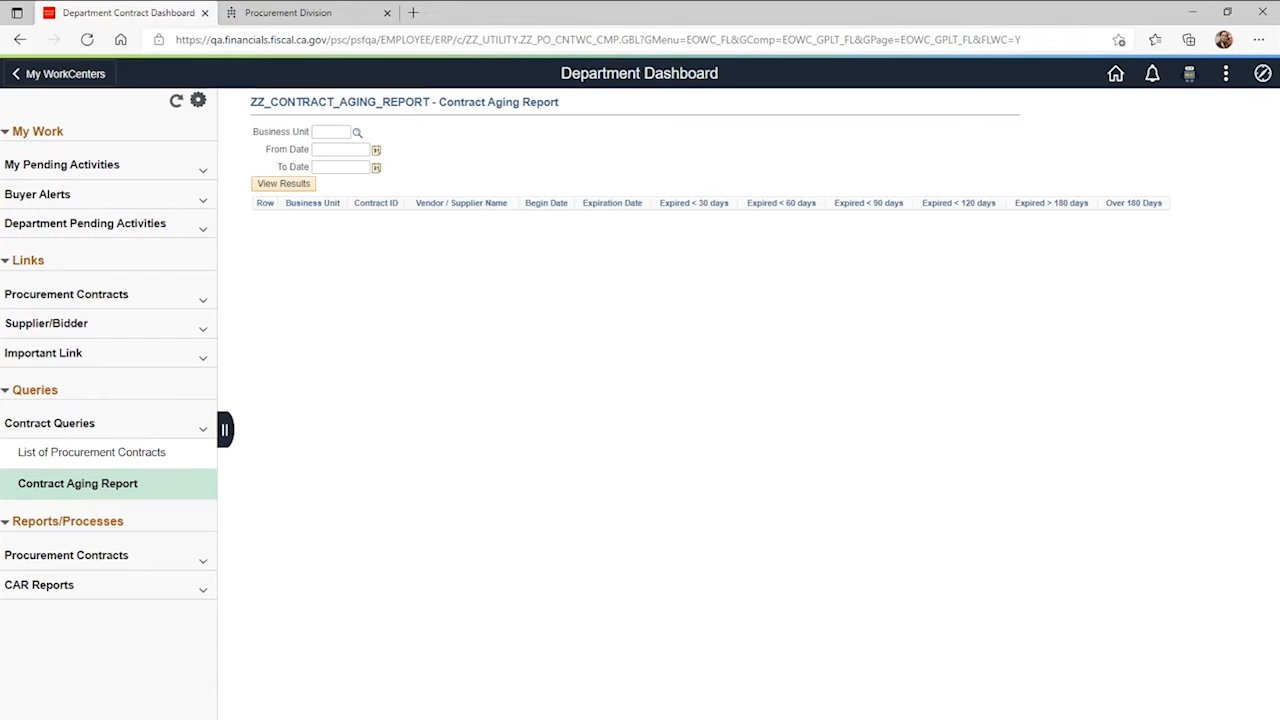 Department Contract Dashboard
Procurement Division
https://qa.financials.fiscal.ca.gov/psc/psfqa/EMPLOYEE/ERP/c/ZZ_UTILITY.ZZ_PO_CNTWC_CMP.GBL?GMenu=EOWC_FL&GComp=EOWC_GPLT_FL&GPage=EOWC_GPLT_FL&FLWC=Y
My WorkCenters
Department Dashboard
My Work
My Pending Activities
Buyer Alerts
Department Pending Activities
Links
Procurement Contracts
Supplier/Bidder
Important Link
Queries
Contract Queries
List of Procurement Contracts
Contract Aging Report
Reports/Processes
Procurement Contracts
CAR Reports
ZZ_CONTRACT_AGING_REPORT - Contract Aging Report
Business Unit
From Date
To Date
View Results
Row Business Unit Contract ID Vendor / Supplier Name Begin Date Expiration Date Expired < 30 days Expired < 60 days Expired < 90 days Expired < 120 days Expired > 180 days Over 180 Days